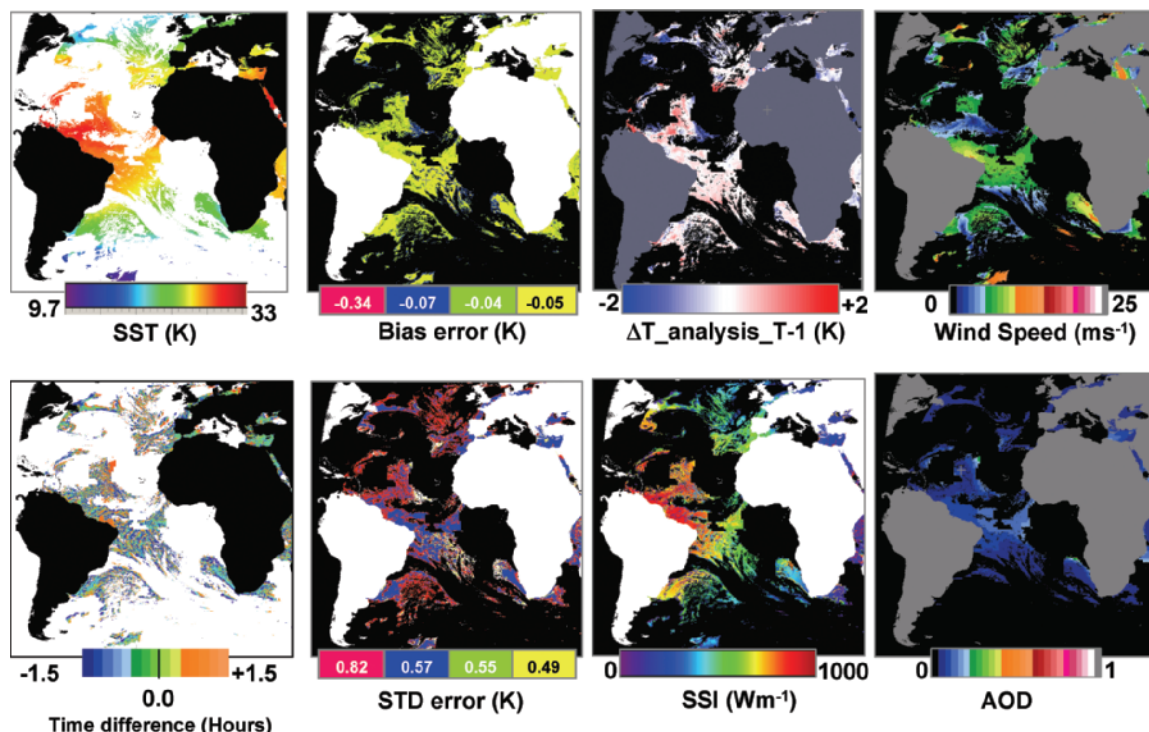 9.7 33
SST (K)
-0.34 -0.07 -0.04 -0.05
Bias error (K)
-2 +2
ΔT_analysis_T-1 (K)
0 25
Wind Speed (ms-1)
-1.5 +1.5
0.0
Time difference (Hours)
0.82 0.57 0.55 0.49
STD error (K)
0 1000
SSI (Wm-1)
0 1
AOD